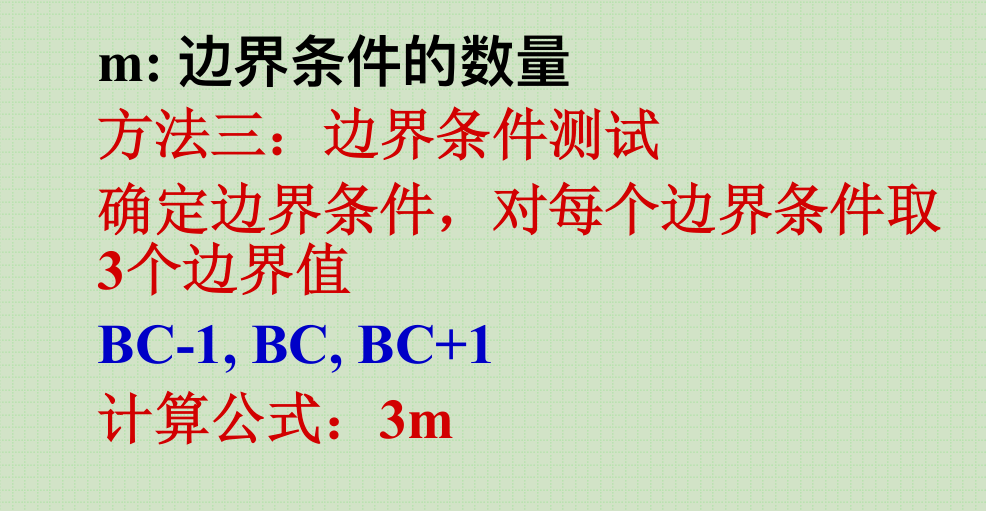 m: 边界条件的数量
方法三：边界条件测试
确定边界条件，对每个边界条件取
3个边界值
BC-1, BC, BC+1
计算公式：3m